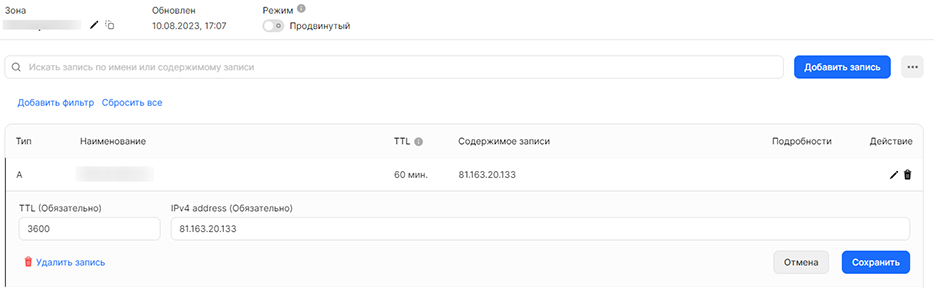 Зона Обновлен Режим
10.08.2023, 17:07 Продвинутый
Искать запись по имени или содержимому записи Добавить запись
Добавить фильтр Сбросить все
Тип Наименование TTL Содержимое записи Подробности Действие
A 60 мин. 81.163.20.133
TTL (Обязательно) IPv4 address (Обязательно)
3600 81.163.20.133
Удалить запись Отмена Сохранить